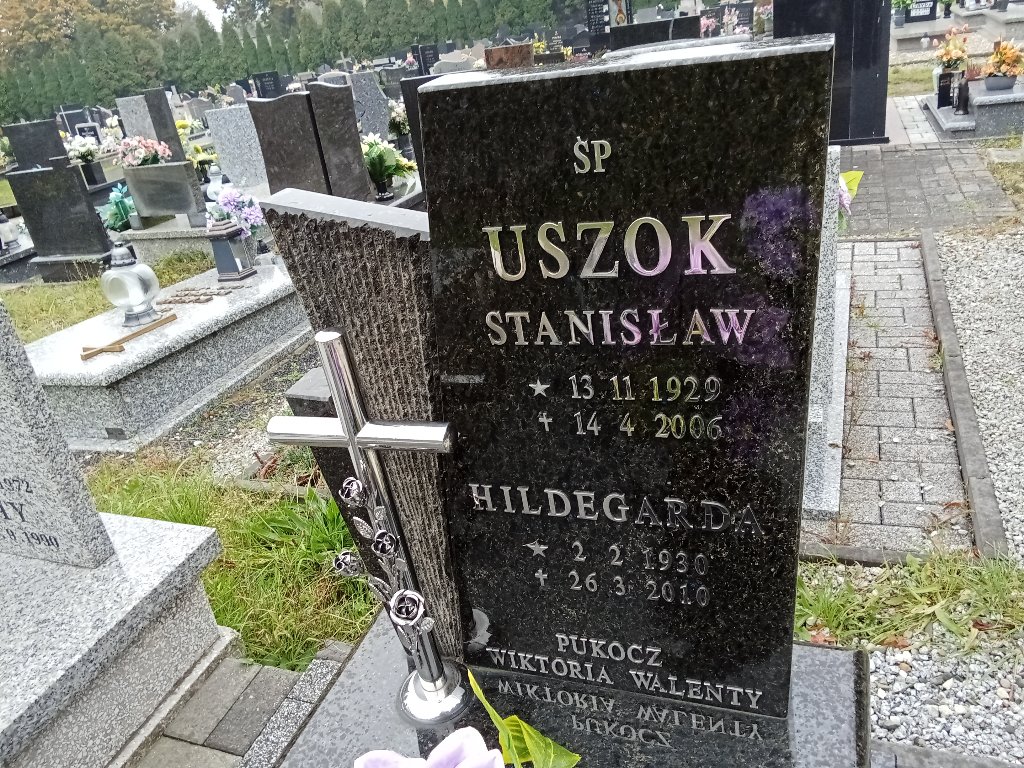 ŚP
USZOK
STANISŁAW
★ 13 11 1929
✝ 14 4 2006
HILDEGARDA
★ 2 2 1930
✝ 26 3 2010
PUKOCZ
WIKTORIA WALENTY
1972